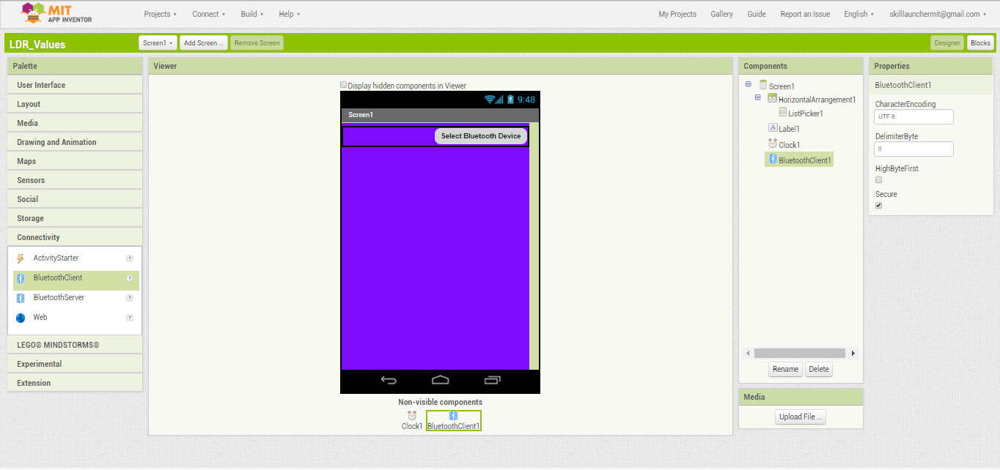 MIT
APP INVENTOR
Projects Connect Build Help
My Projects Gallery Guide Report an Issue English skilllaunchermit@gmail.com
LDR_Values
Screen1 Add Screen ... Remove Screen
Designer Blocks
Palette
User Interface
Layout
Media
Drawing and Animation
Maps
Sensors
Social
Storage
Connectivity
ActivityStarter ?
BluetoothClient ?
BluetoothServer ?
Web ?
LEGO® MINDSTORMS®
Experimental
Extension
Viewer
Display hidden components in Viewer
9:48
Screen1
Select Bluetooth Device
Non-visible components
Clock1 BluetoothClient1
Components
Screen1
HorizontalArrangement1
ListPicker1
A Label1
Clock1
BluetoothClient1
Rename Delete
Media
Upload File ...
Properties
BluetoothClient1
CharacterEncoding
UTF-8
DelimiterByte
0
HighByteFirst
Secure